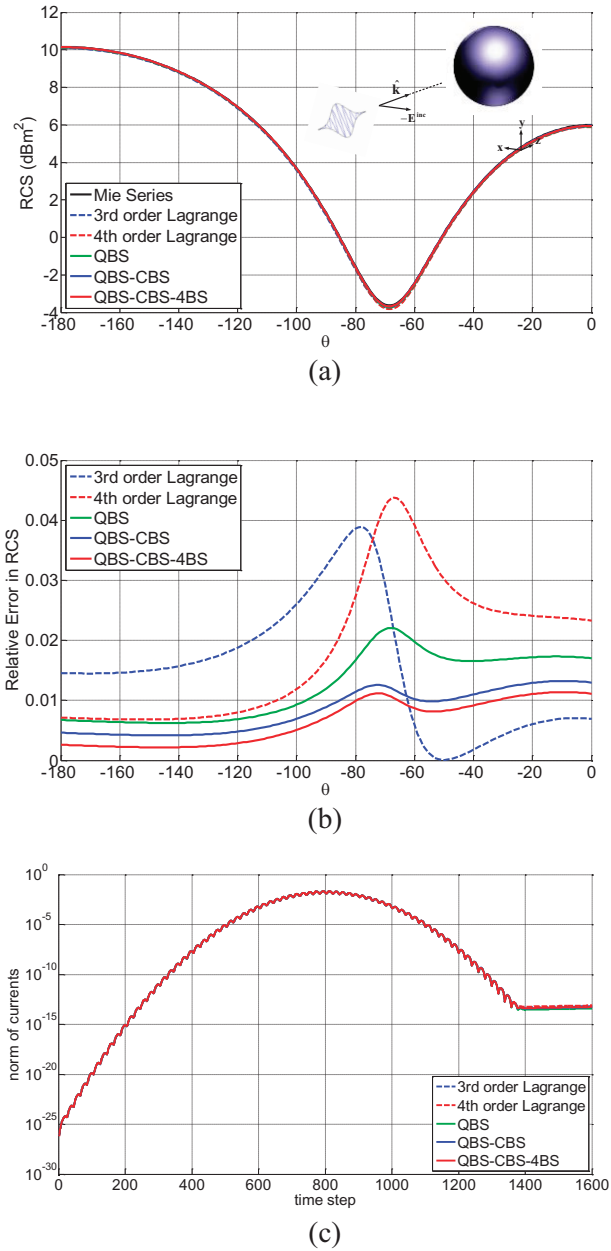 12
10
8
6
4
2
0
-2
-4
-180 -160 -140 -120 -100 -80 -60 -40 -20 0
RCS (dBm²)
θ
k̂
−E^inc
y
x
z
Mie Series
3rd order Lagrange
4th order Lagrange
QBS
QBS-CBS
QBS-CBS-4BS
(a)
0.05
0.04
0.03
0.02
0.01
0
-180 -160 -140 -120 -100 -80 -60 -40 -20 0
Relative Error in RCS
θ
3rd order Lagrange
4th order Lagrange
QBS
QBS-CBS
QBS-CBS-4BS
(b)
10^0
10^-5
10^-10
10^-15
10^-20
10^-25
10^-30
0 200 400 600 800 1000 1200 1400 1600
norm of currents
time step
3rd order Lagrange
4th order Lagrange
QBS
QBS-CBS
QBS-CBS-4BS
(c)